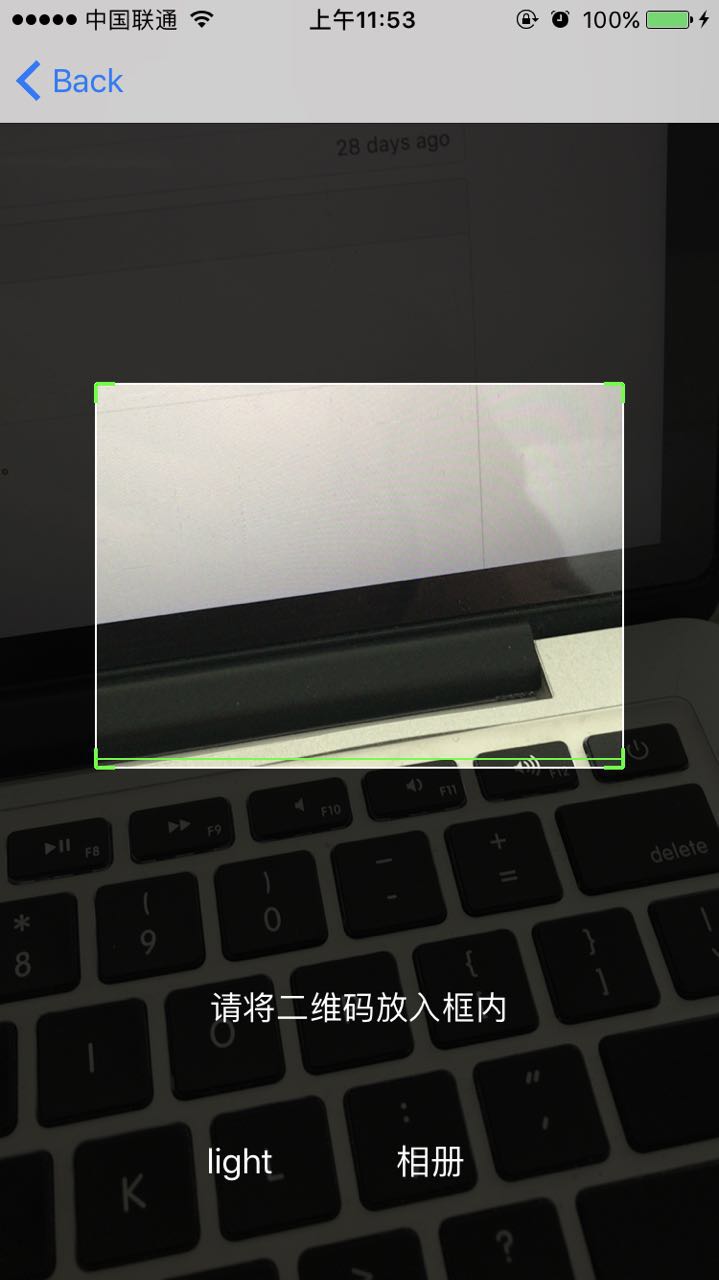 中国联通 上午11:53 100%
Back
28 days ago
F8 F9 F10 F11 F12
delete
* ( ) — + 
8 9 0 - =
{ }
[ ]
请将二维码放入框内
I O
: "
; ,
light 相册
K L
> ?